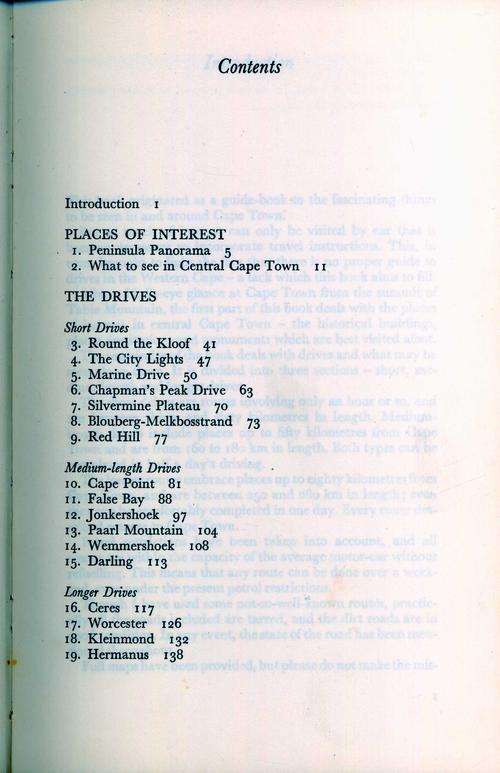 Contents
Introduction 1
PLACES OF INTEREST
1. Peninsula Panorama 5
2. What to see in Central Cape Town 11
THE DRIVES
Short Drives
3. Round the Kloof 41
4. The City Lights 47
5. Marine Drive 50
6. Chapman's Peak Drive 63
7. Silvermine Plateau 70
8. Blouberg-Melkbosstrand 73
9. Red Hill 77
Medium-length Drives
10. Cape Point 81
11. False Bay 88
12. Jonkershoek 97
13. Paarl Mountain 104
14. Wemmershoek 108
15. Darling 113
Longer Drives
16. Ceres 117
17. Worcester 126
18. Kleinmond 132
19. Hermanus 138